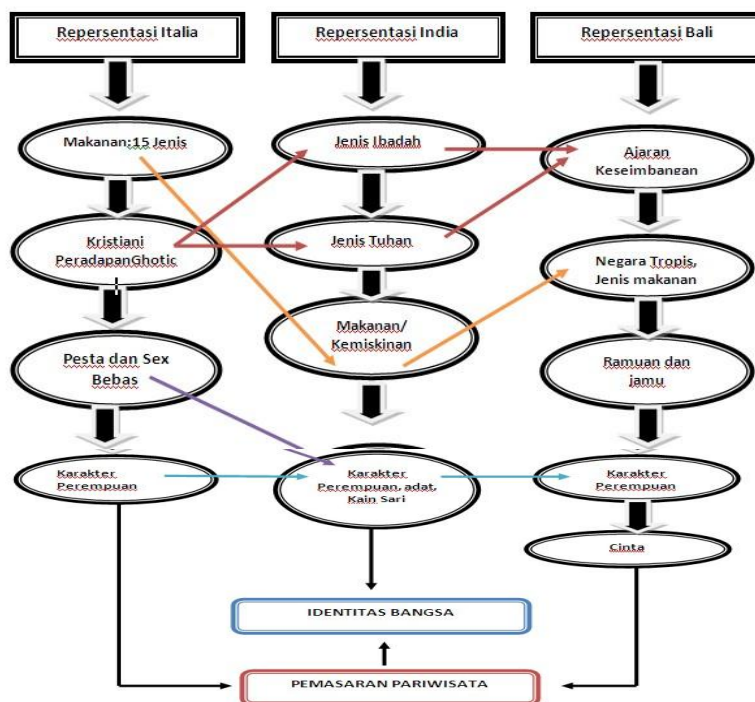 Repersentasi Italia
Makanan:15 Jenis
Kristiani
PeradapanGhotic
Pesta dan Sex
Bebas
Karakter
Perempuan
Repersentasi India
Jenis Ibadah
Jenis Tuhan
Makanan/
Kemiskinan
Karakter
Perempuan, adat,
Kain Sari
Repersentasi Bali
Ajaran
Keseimbangan
Negara Tropis,
Jenis makanan
Ramuan dan
jamu
Karakter
Perempuan
Cinta
IDENTITAS BANGSA
PEMASARAN PARIWISATA